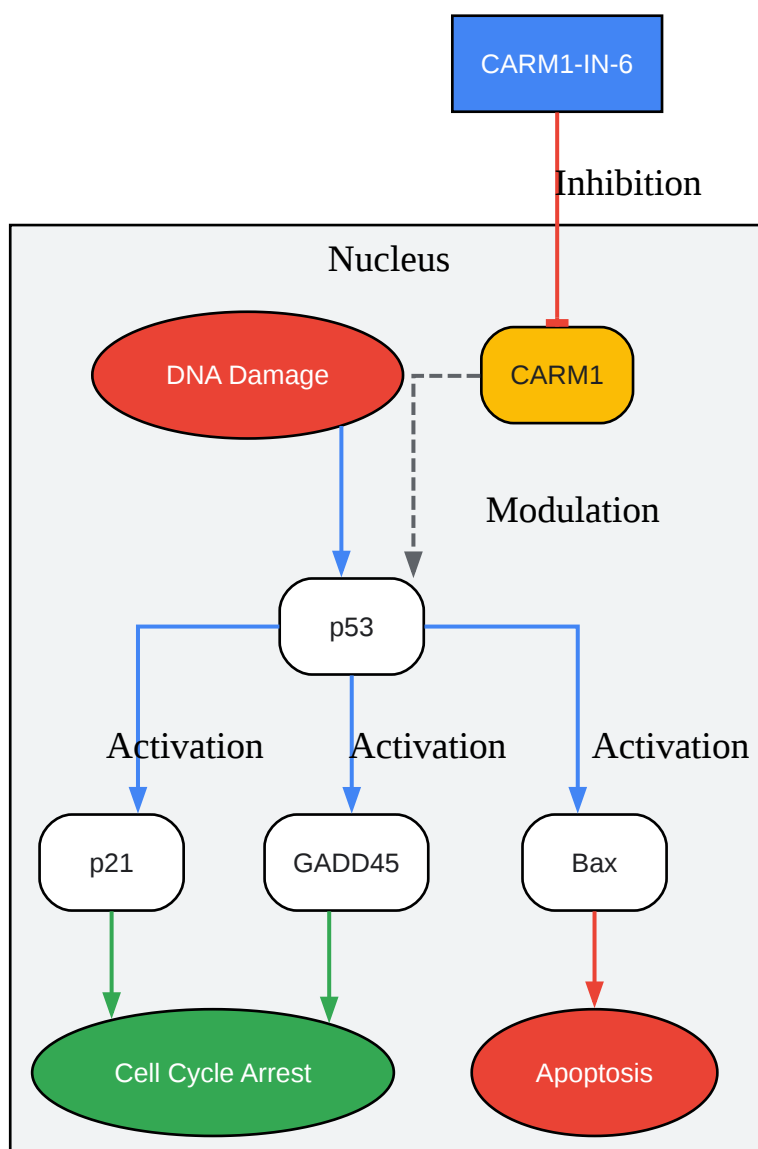 CARM1-IN-6
Inhibition
Nucleus
DNA Damage
CARM1
Modulation
p53
Activation
Activation
Activation
p21
GADD45
Bax
Cell Cycle Arrest
Apoptosis